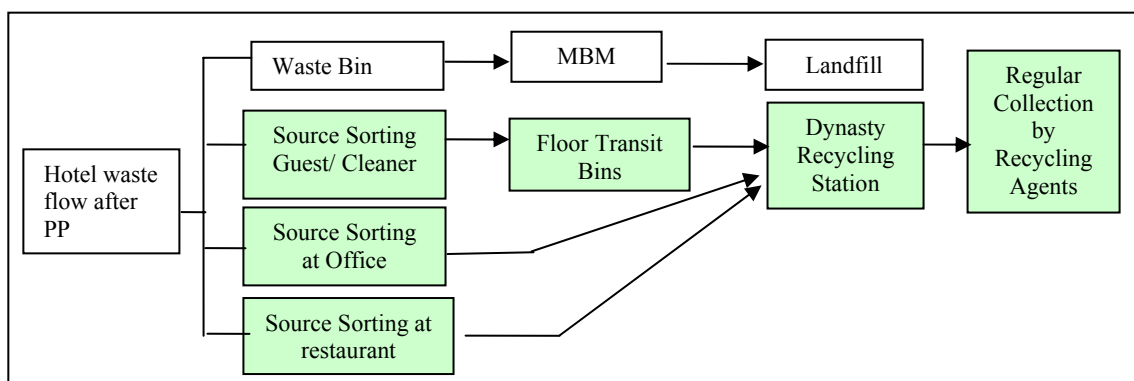 Waste Bin
MBM
Landfill
Regular
Collection
by
Recycling
Agents
Source Sorting
Guest/ Cleaner
Floor Transit
Bins
Dynasty
Recycling
Station
Hotel waste
flow after
PP
Source Sorting
at Office
Source Sorting at
restaurant